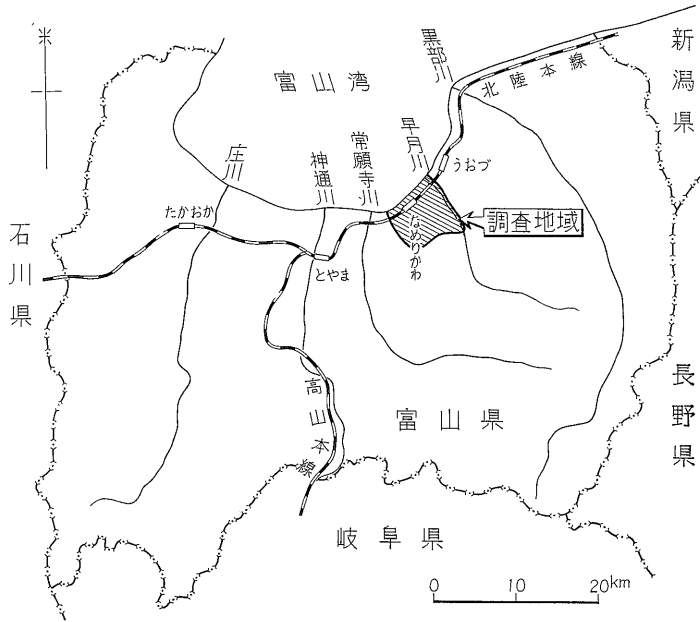 新潟県
黒部川
北陸本線
富山湾
早月川
常願寺川
神通川
庄川
うおづ
たかおか
調査地域
なめりかわ
石川県
とやま
長野県
高山本線
富山県
岐阜県
0 10 20km